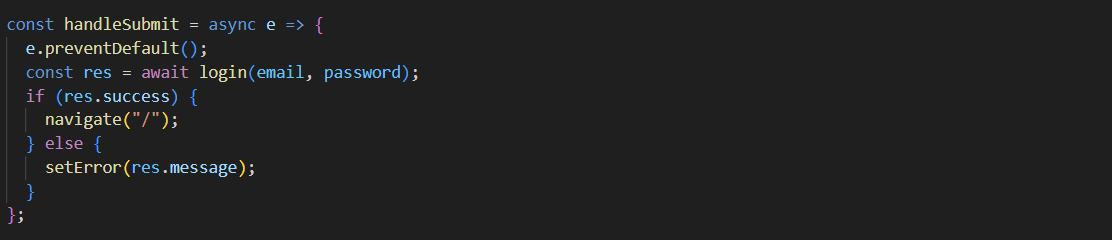 const handleSubmit = async e => {
  e.preventDefault();
  const res = await login(email, password);
  if (res.success) {
    navigate("/");
  } else {
    setError(res.message);
  }
};